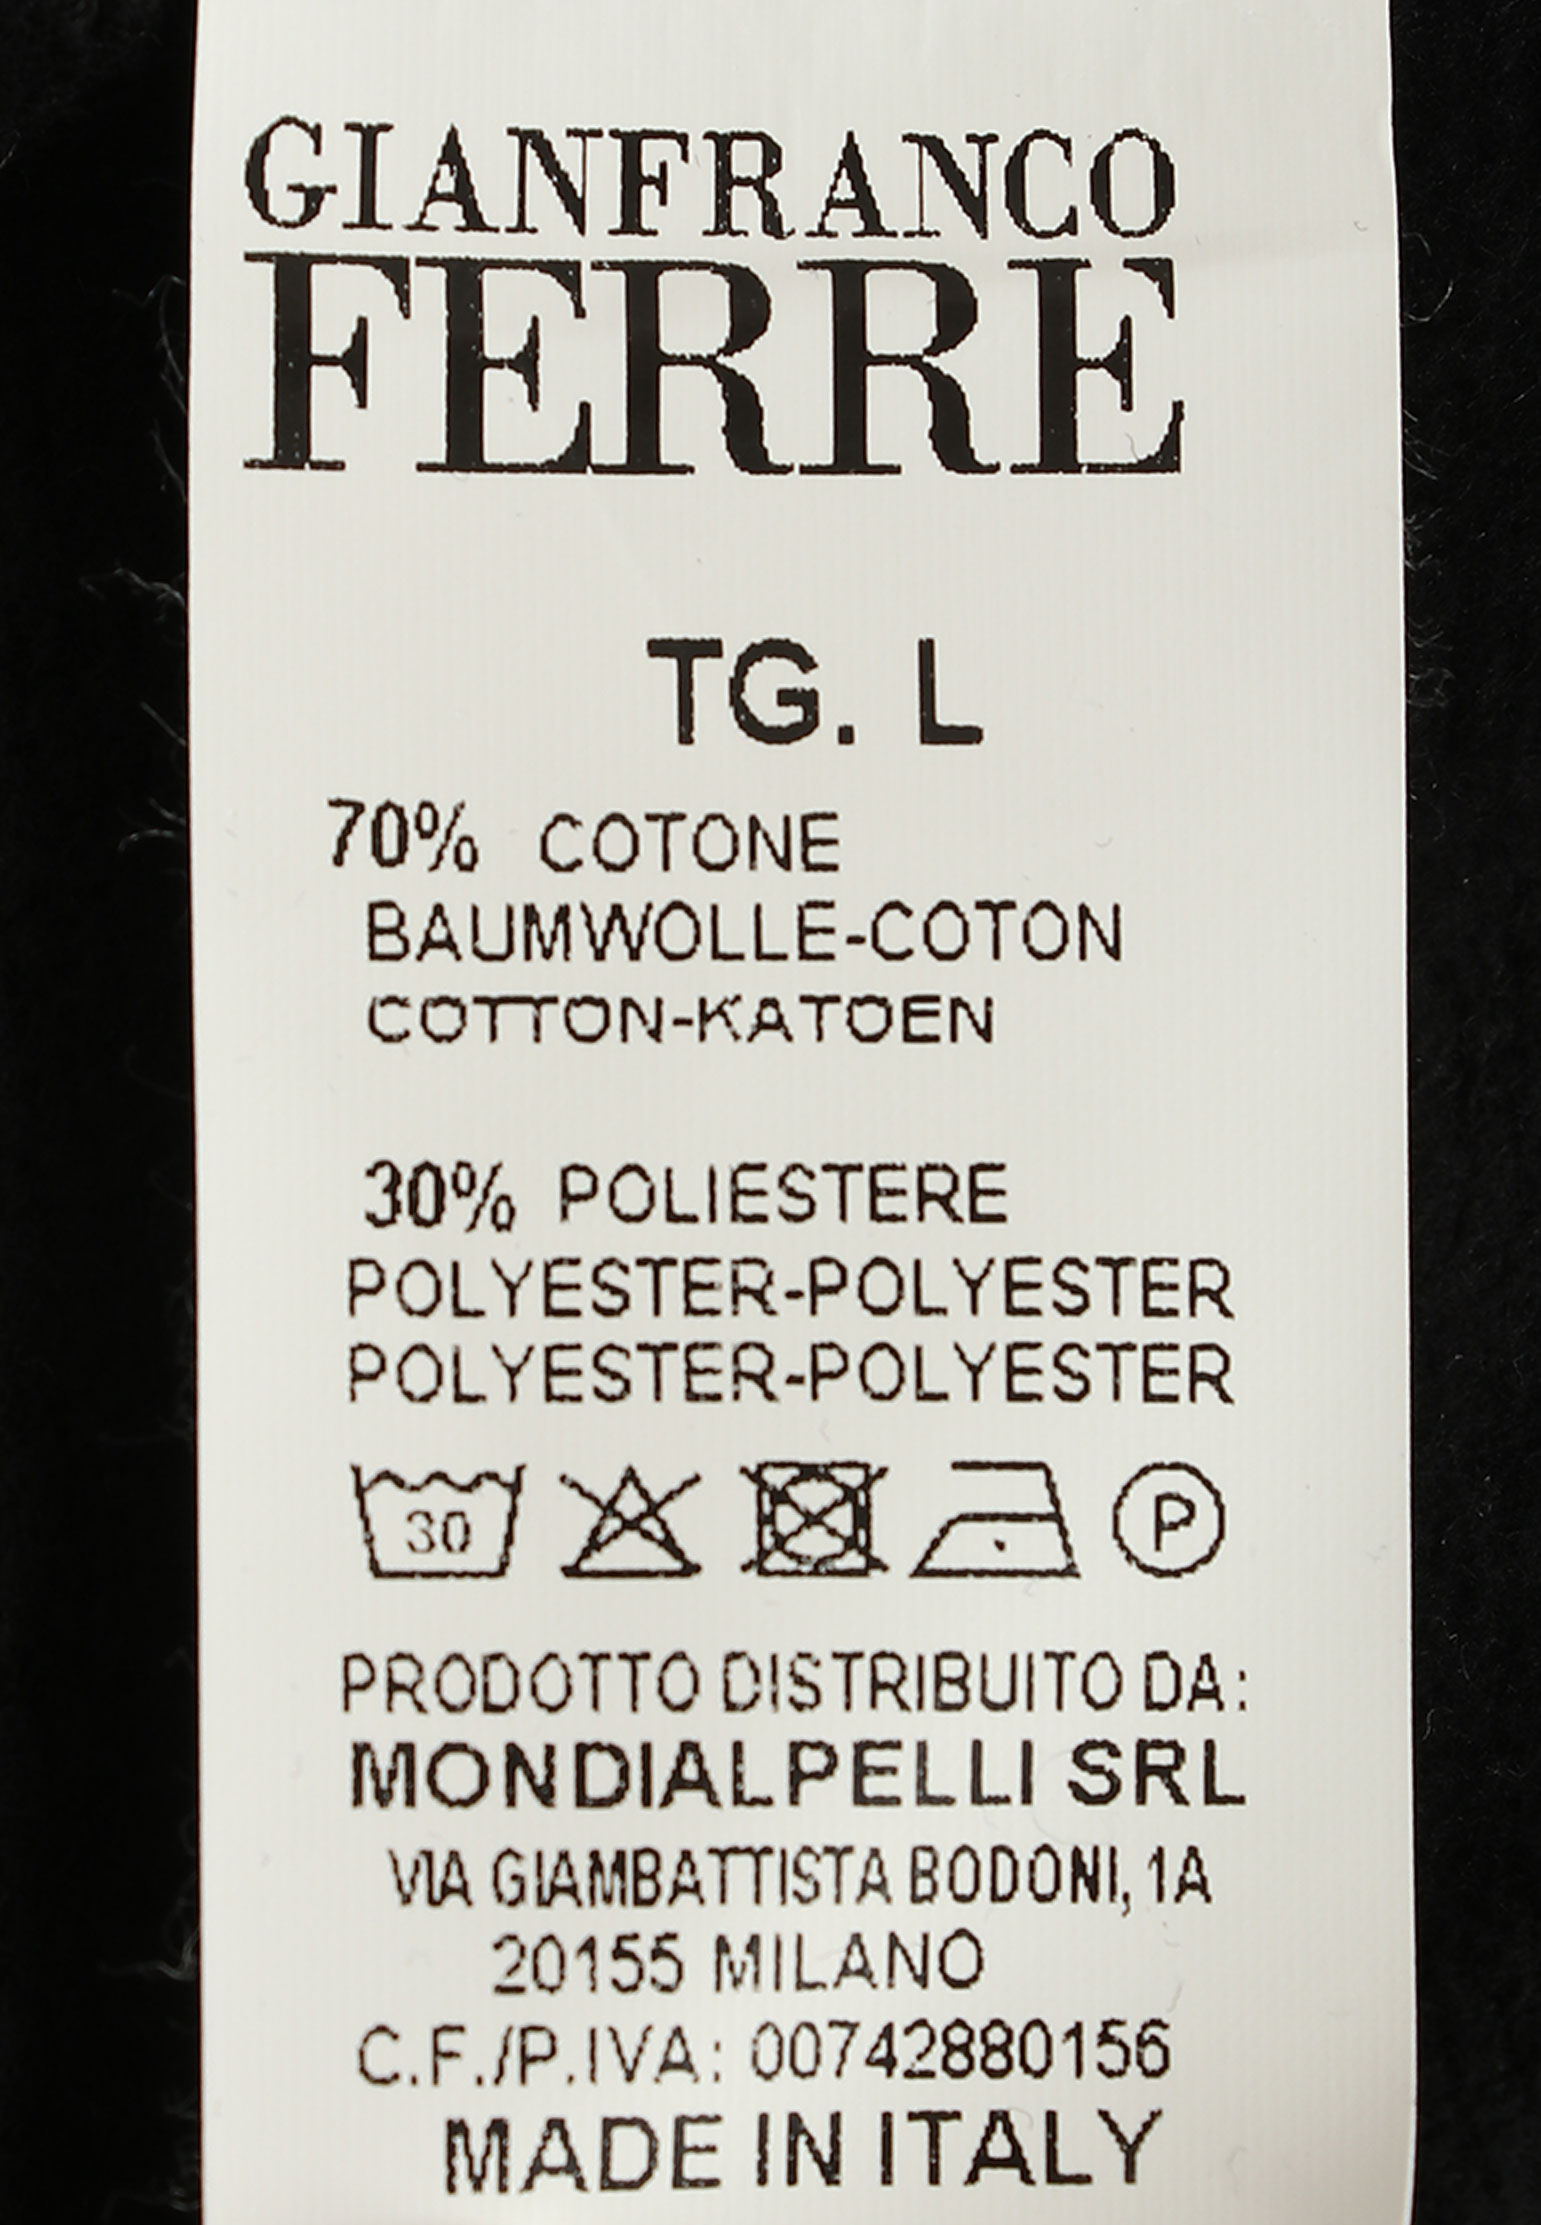 GIANFRANCO
FERRE
TG. L
70% COTONE
BAUMWOLLE-COTON
COTTON-KATOEN
30% POLIESTERE
POLYESTER-POLYESTER
POLYESTER-POLYESTER
30 P
PRODOTTO DISTRIBUITO DA:
MONDIALPELLI SRL
VIA GIAMBATTISTA BODONI, 1A
20155 MILANO
C.F./P.IVA: 00742880156
MADE IN ITALY